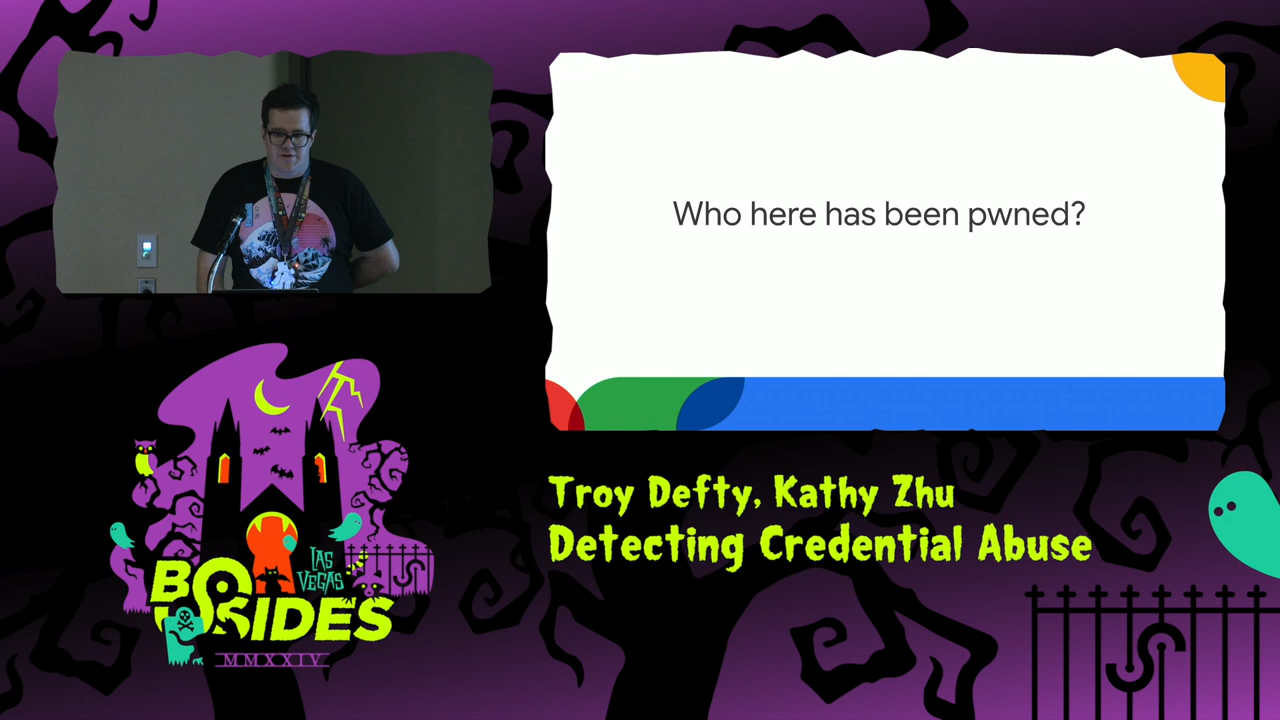 Who here has been pwned?
Troy Defty, Kathy Zhu
Detecting Credential Abuse
LAS
VEGAS
BSIDES
MMXXIV